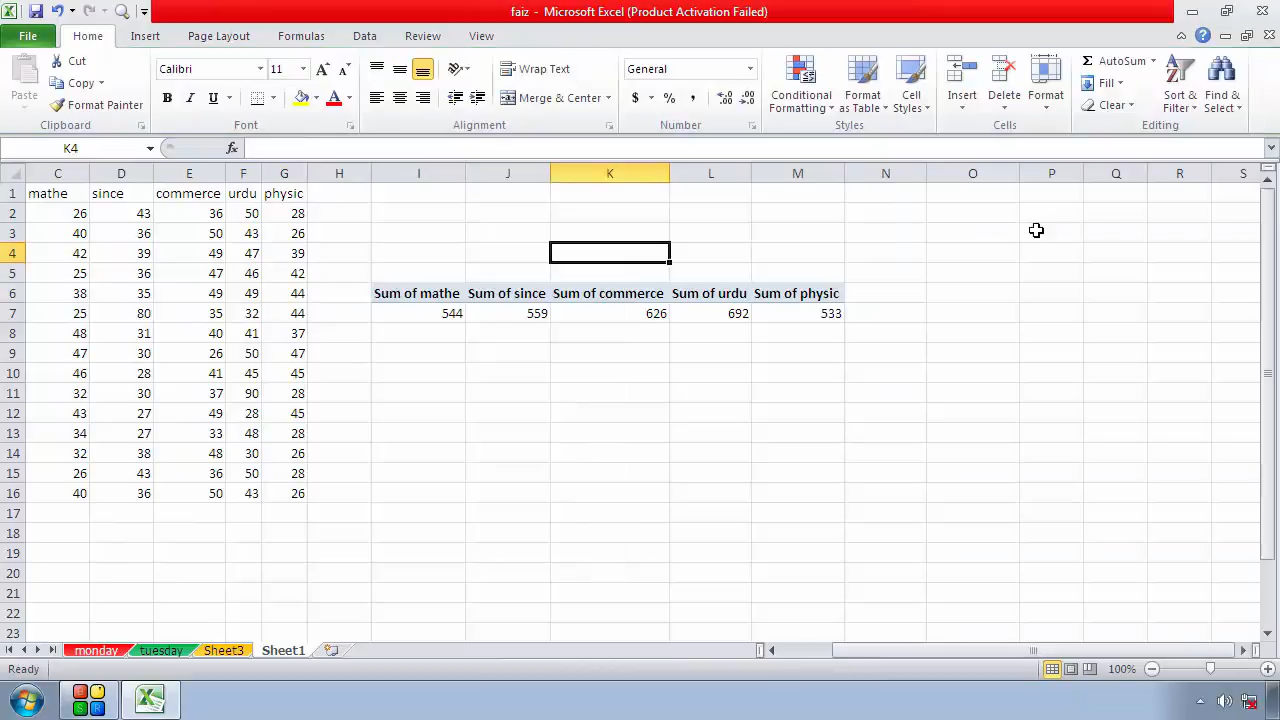 faiz - Microsoft Excel (Product Activation Failed)
File Home Insert Page Layout Formulas Data Review View
Paste
Cut
Copy
Format Painter
Clipboard
Calibri 11
B I U
Font
Wrap Text
Merge & Center
Alignment
General
$ % ,
Number
Conditional Formatting
Format as Table
Cell Styles
Styles
Insert
Delete
Format
Cells
Σ AutoSum
Fill
Clear
Sort & Filter
Find & Select
Editing
K4 fx
C D E F G H I J K L M N O P Q R S
1 mathe since commerce urdu physic
2 26 43 36 50 28
3 40 36 50 43 26
4 42 39 49 47 39
5 25 36 47 46 42
6 38 35 49 49 44 Sum of mathe Sum of since Sum of commerce Sum of urdu Sum of physic
7 25 80 35 32 44 544 559 626 692 533
8 48 31 40 41 37
9 47 30 26 50 47
10 46 28 41 45 45
11 32 30 37 90 28
12 43 27 49 28 45
13 34 27 33 48 28
14 32 38 48 30 26
15 26 43 36 50 28
16 40 36 50 43 26
17
18
19
20
21
22
23
monday tuesday Sheet3 Sheet1
Ready 100%